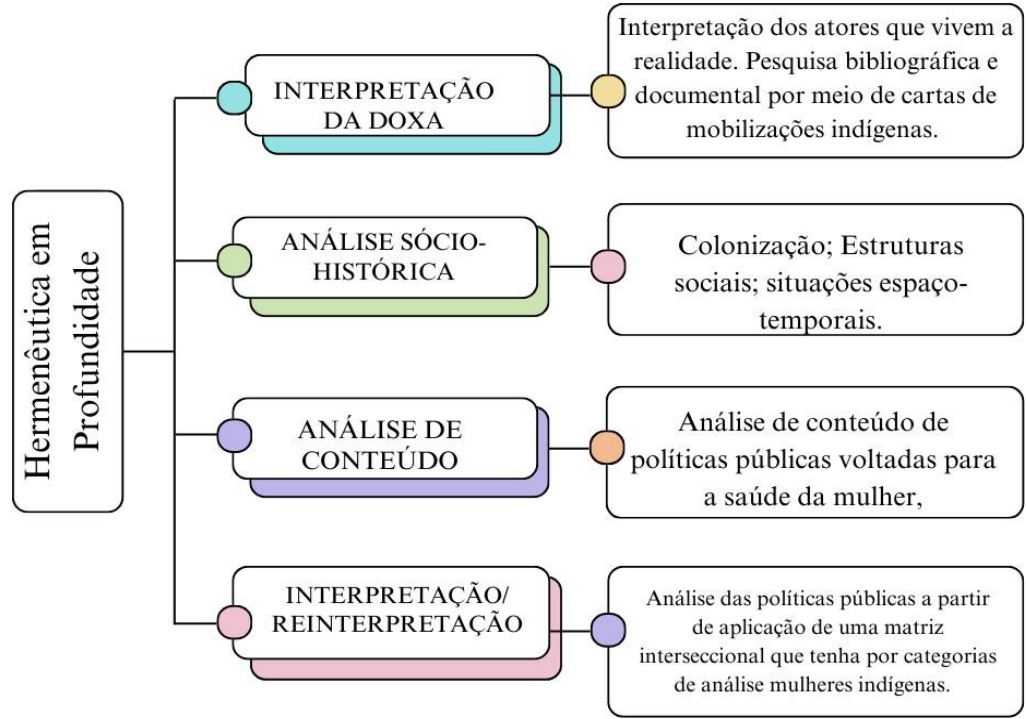 Hermenêutica em
Profundidade
INTERPRETAÇÃO
DA DOXA
Interpretação dos atores que vivem a
realidade. Pesquisa bibliográfica e
documental por meio de cartas de
mobilizações indígenas.
ANÁLISE SÓCIO-
HISTÓRICA
Colonização; Estruturas
sociais; situações espaço-
temporais.
ANÁLISE DE
CONTEÚDO
Análise de conteúdo de
políticas públicas voltadas para
a saúde da mulher,
INTERPRETAÇÃO/
REINTERPRETAÇÃO
Análise das políticas públicas a partir
de aplicação de uma matriz
interseccional que tenha por categorias
de análise mulheres indígenas.